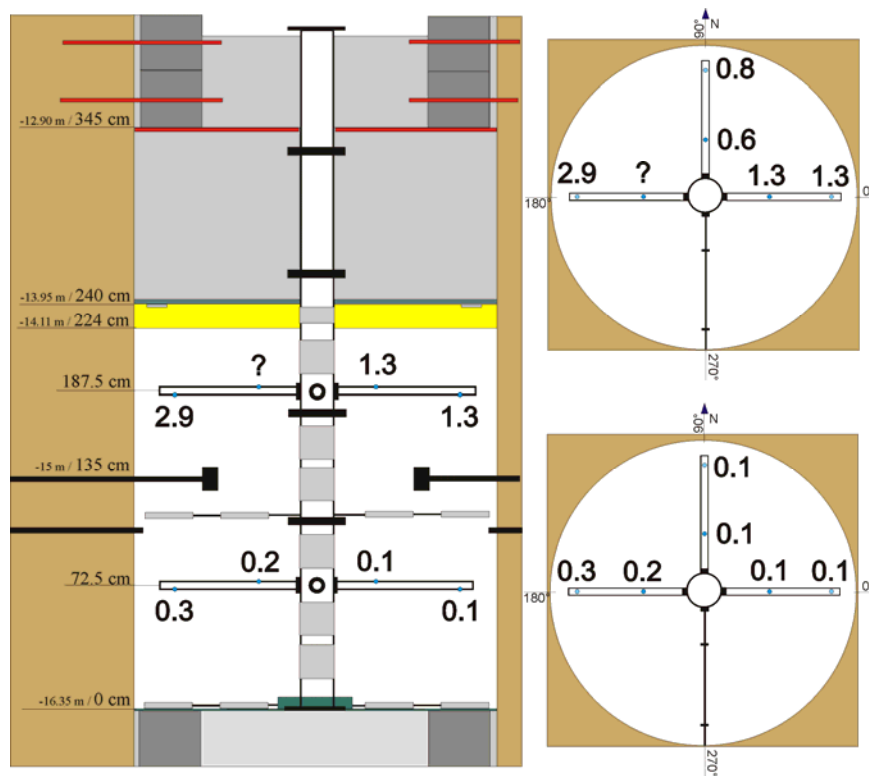 -12.90 m / 345 cm
-13.95 m / 240 cm
-14.11 m / 224 cm
? 1.3
187.5 cm
2.9 1.3
-15 m / 135 cm
0.2 0.1
72.5 cm
0.3 0.1
-16.35 m / 0 cm
N
90°
0.8
0.6
2.9 ? 1.3 1.3
180° 0
270°
N
90°
0.1
0.1
0.3 0.2 0.1 0.1
180° 0
270°